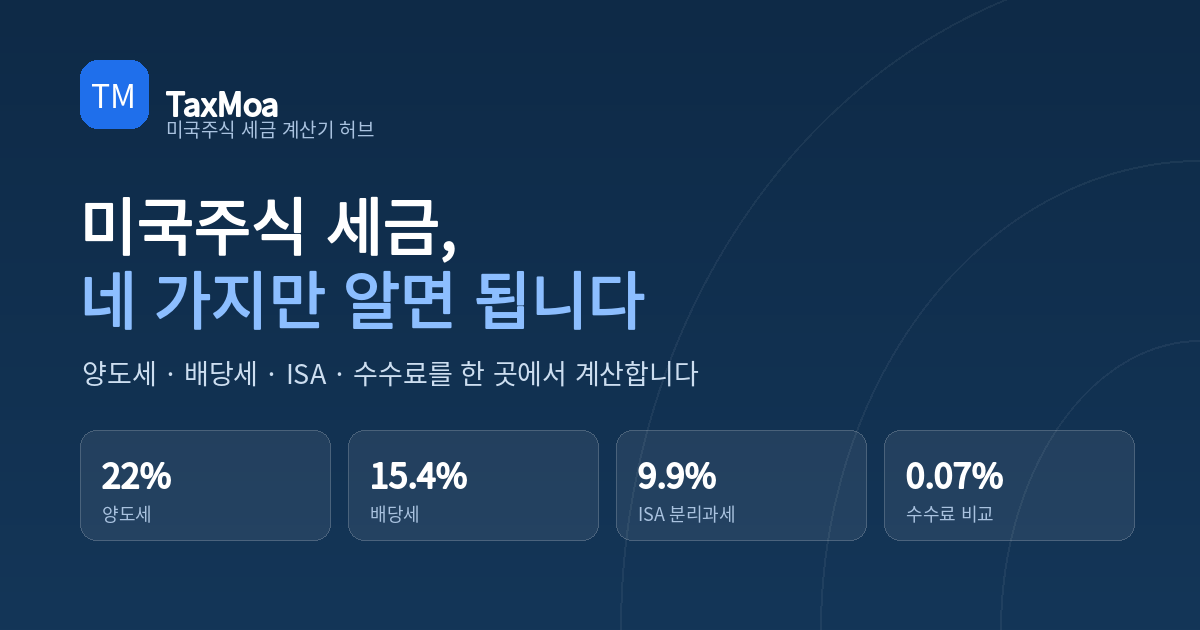 TM
TaxMoa
미국주식 세금 계산기 허브
미국주식 세금,
네 가지만 알면 됩니다
양도세 · 배당세 · ISA · 수수료를 한 곳에서 계산합니다
22%
양도세
15.4%
배당세
9.9%
ISA 분리과세
0.07%
수수료 비교